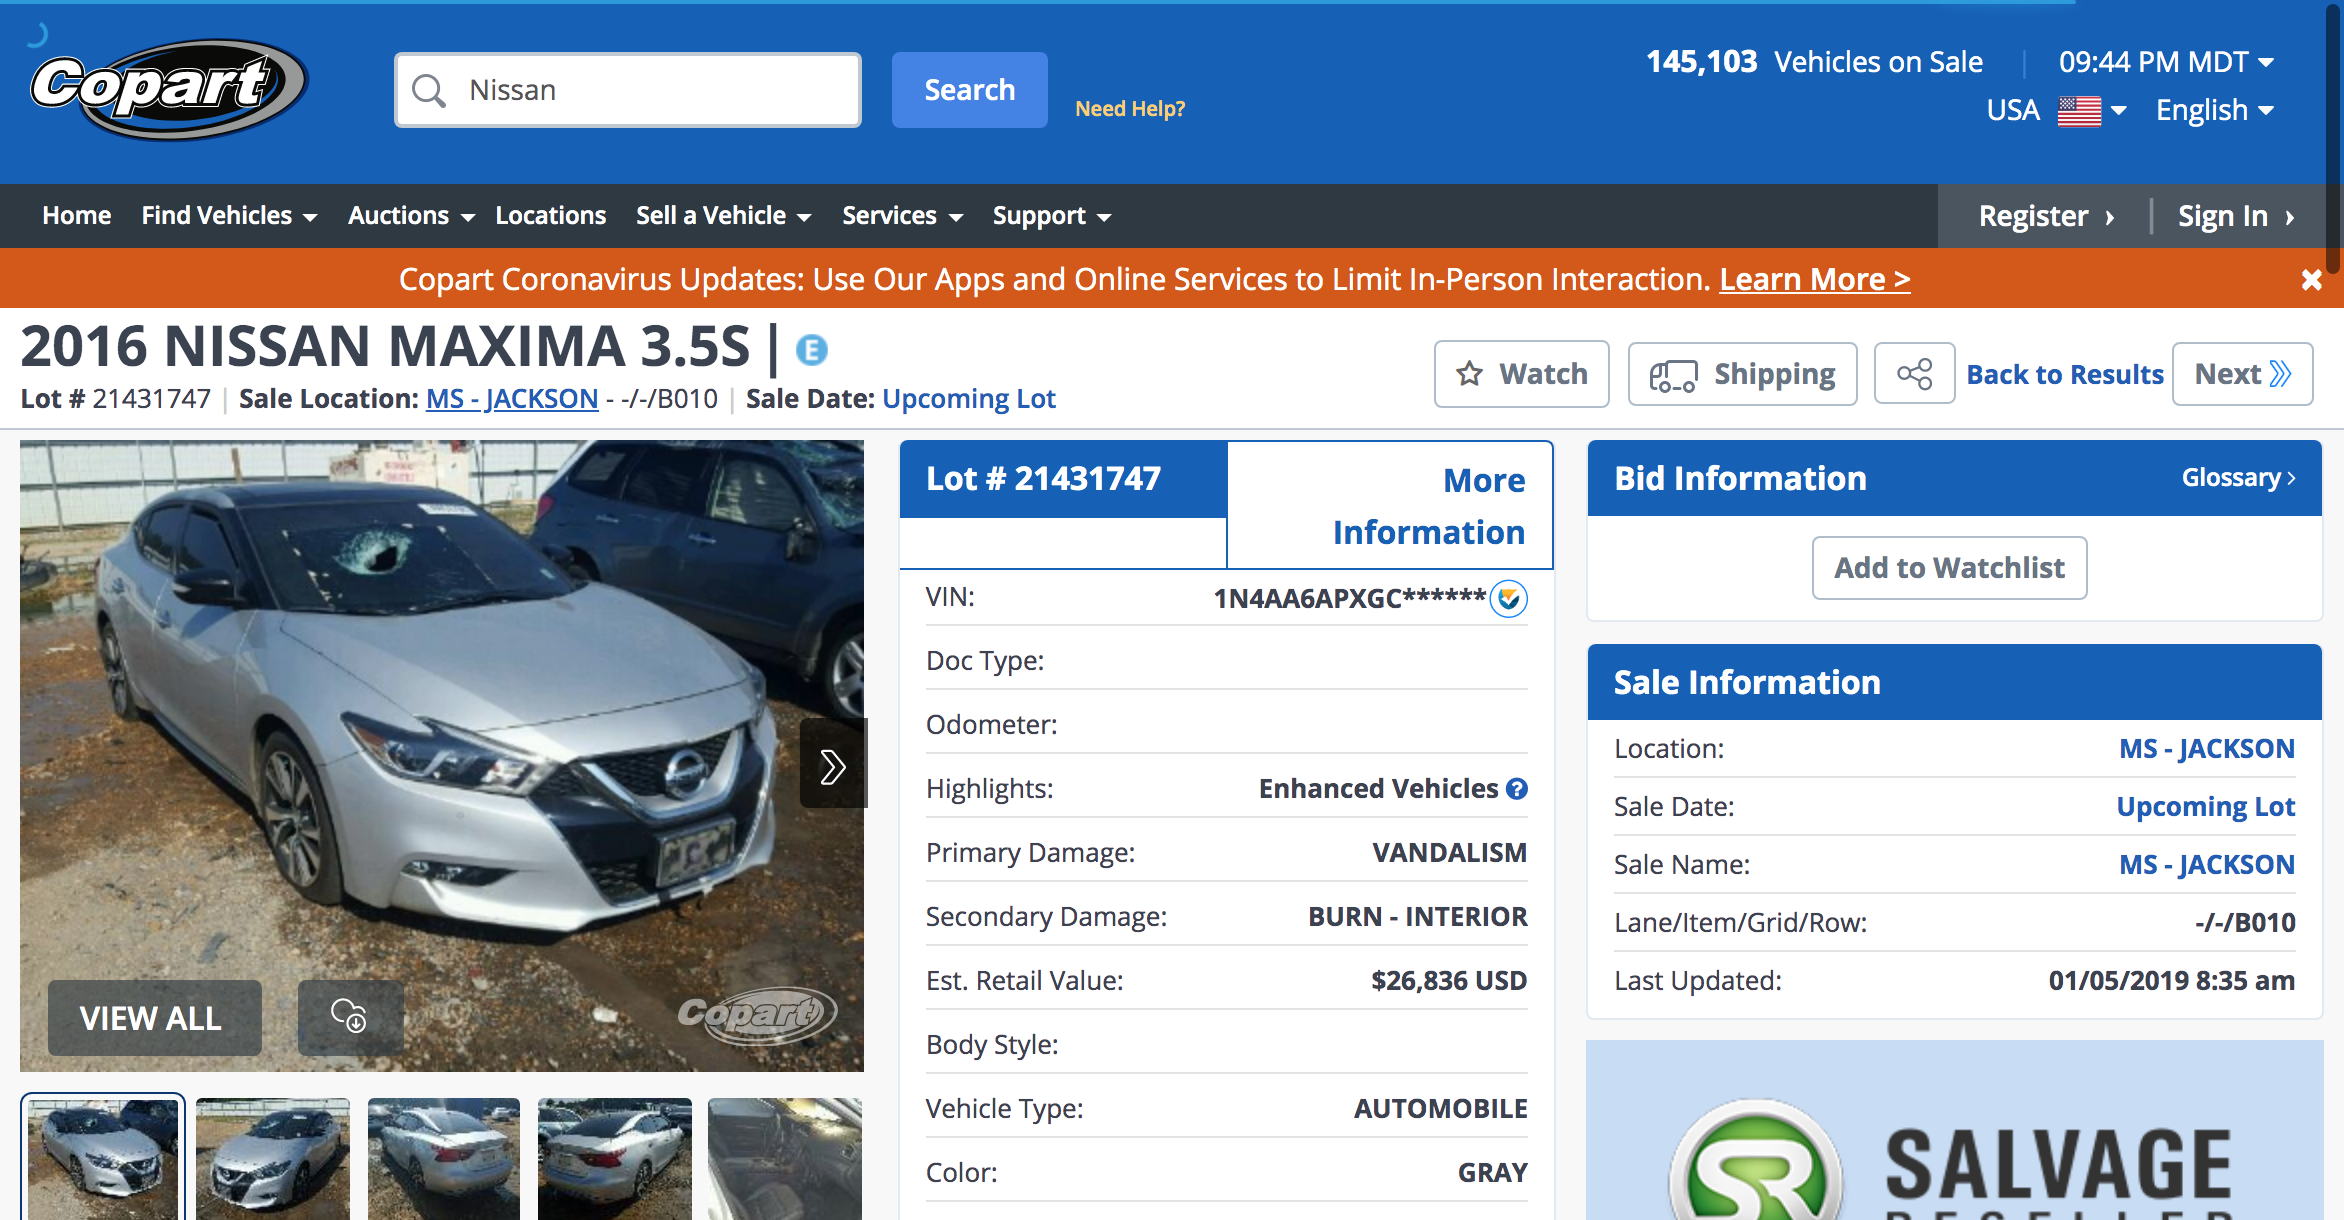 Copart
Nissan
Search
Need Help?
145,103 Vehicles on Sale
09:44 PM MDT
USA
English
Home
Find Vehicles
Auctions
Locations
Sell a Vehicle
Services
Support
Register
Sign In
Copart Coronavirus Updates: Use Our Apps and Online Services to Limit In-Person Interaction. Learn More >
2016 NISSAN MAXIMA 3.5S | E
Lot # 21431747 | Sale Location: MS - JACKSON - -/-/B010 | Sale Date: Upcoming Lot
Watch
Shipping
Back to Results
Next
VIEW ALL
Copart
Lot # 21431747
More
Information
VIN: 1N4AA6APXGC******
Doc Type:
Odometer:
Highlights: Enhanced Vehicles ?
Primary Damage: VANDALISM
Secondary Damage: BURN - INTERIOR
Est. Retail Value: $26,836 USD
Body Style:
Vehicle Type: AUTOMOBILE
Color: GRAY
Bid Information
Glossary
Add to Watchlist
Sale Information
Location: MS - JACKSON
Sale Date: Upcoming Lot
Sale Name: MS - JACKSON
Lane/Item/Grid/Row: -/-/B010
Last Updated: 01/05/2019 8:35 am
SR
SALVAGE